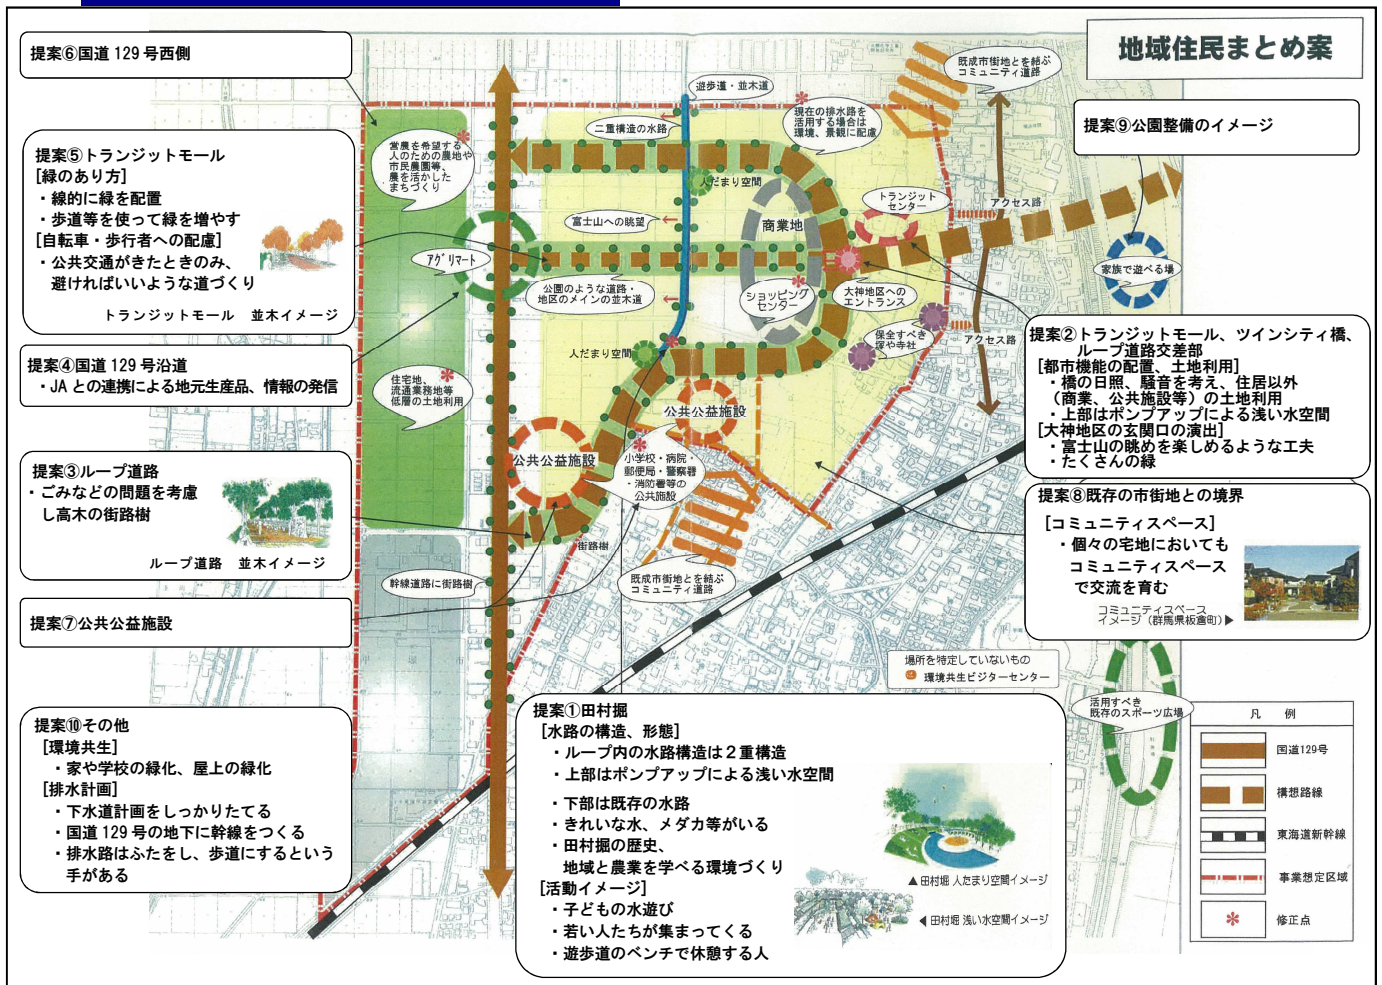 地域住民まとめ案
提案⑥国道 129 号西側
提案⑤トランジットモール
[緑のあり方]
・線的に緑を配置
・歩道等を使って緑を増やす
[自転車・歩行者への配慮]
・公共交通がきたときのみ、
避ければいいような道づくり
トランジットモール　並木イメージ
提案④国道 129 号沿道
・JA との連携による地元生産品、情報の発信
提案③ループ道路
・ごみなどの問題を考慮
し高木の街路樹
ループ道路　並木イメージ
提案⑦公共公益施設
提案⑩その他
[環境共生]
・家や学校の緑化、屋上の緑化
[排水計画]
・下水道計画をしっかりたてる
・国道 129 号の地下に幹線をつくる
・排水路はふたをし、歩道にするという
手がある
営農を希望する
人のための農地や
市民農園等、
農を活かした
まちづくり
遊歩道・並木道
二重構造の水路
現在の排水路を
活用する場合は
環境、景観に配慮
既成市街地とを結ぶ
コミュニティ道路
人だまり空間
富士山への眺望
商業地
トランジット
センター
アクセス路
アグリマート
公園のような道路・
地区のメインの並木道
ショッピング
センター
大神地区への
エントランス
家族で遊べる場
保全すべき
塚や寺社
アクセス路
人だまり空間
住宅地、
流通業務地等
低層の土地利用
公共公益施設
公共公益施設
小学校・病院・
郵便局・警察署
・消防署等の
公共施設
街路樹
幹線道路に街路樹
既成市街地とを結ぶ
コミュニティ道路
提案⑨公園整備のイメージ
提案②トランジットモール、ツインシティ橋、
ループ道路交差部
[都市機能の配置、土地利用]
・橋の日照、騒音を考え、住居以外
（商業、公共施設等）の土地利用
・上部はポンプアップによる浅い水空間
[大神地区の玄関口の演出]
・富士山の眺めを楽しめるような工夫
・たくさんの緑
提案⑧既存の市街地との境界
[コミュニティスペース]
・個々の宅地においても
コミュニティスペース
で交流を育む
コミュニティスペース
イメージ（群馬県板倉町）▶
場所を特定していないもの
環境共生ビジターセンター
提案①田村掘
[水路の構造、形態]
・ループ内の水路構造は２重構造
・上部はポンプアップによる浅い水空間
・下部は既存の水路
・きれいな水、メダカ等がいる
・田村掘の歴史、
地域と農業を学べる環境づくり
[活動イメージ]
・子どもの水遊び
・若い人たちが集まってくる
・遊歩道のベンチで休憩する人
▲ 田村堀 人たまり空間イメージ
◀ 田村堀 浅い水空間イメージ
活用すべき
既存のスポーツ広場
凡　例
国道129号
構想路線
東海道新幹線
事業想定区域
修正点